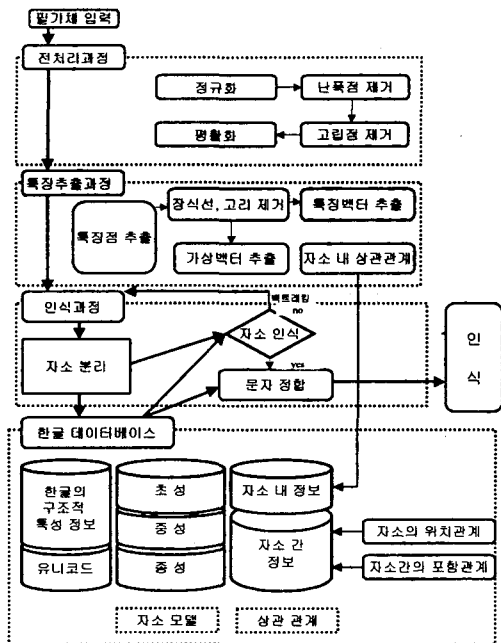 필기체 입력
전처리과정
정규화
난폭점 제거
평활화
고립점 제거
특징추출과정
장식선, 고리 제거
특징벡터 추출
특징점 추출
가상벡터 추출
자소 내 상관관계
인식과정
백트래킹
no
자소 인식
인
식
자소 분리
yes
문자 정합
한글 데이터베이스
한글의
구조적
특성 정보
초 성
자소 내 정보
중 성
자소 간
정보
자소의 위치관계
유니코드
종 성
자소간의 포함관계
자소 모델
상관 관계